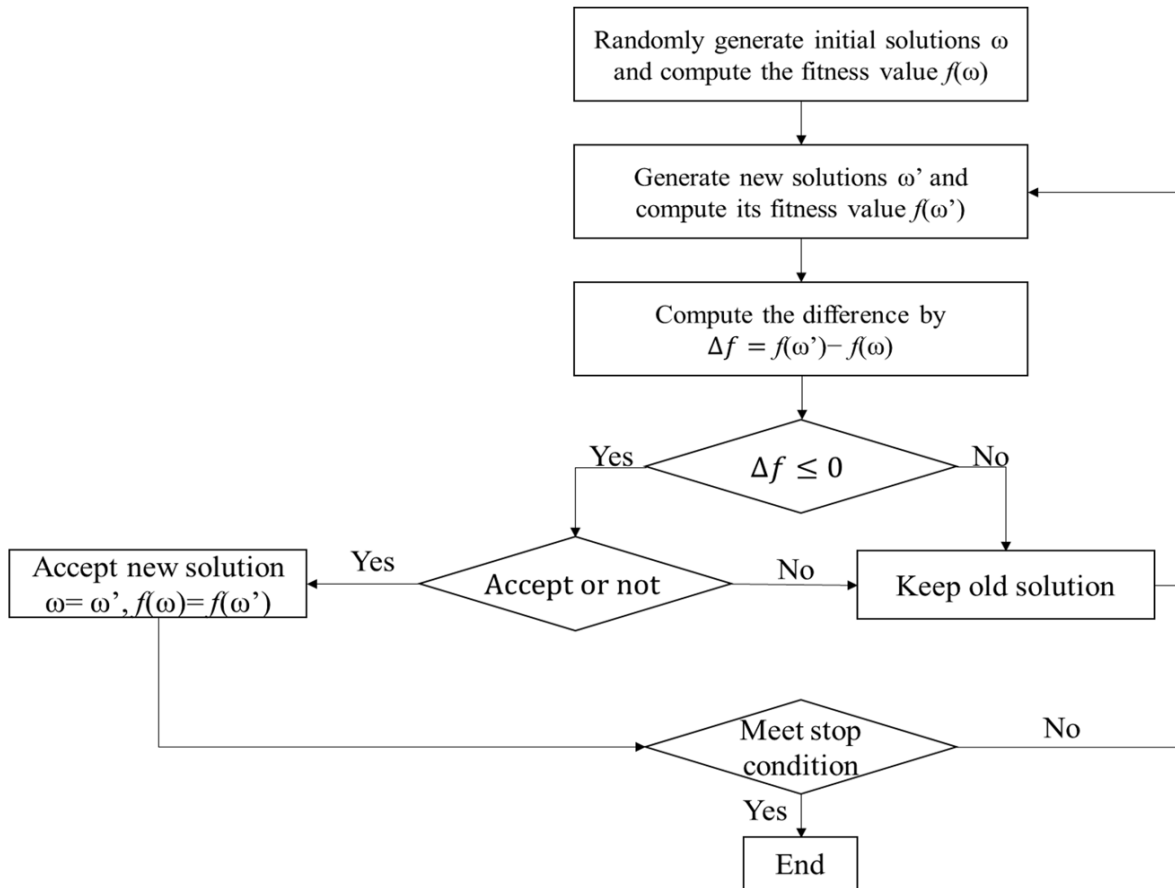 Randomly generate initial solutions ω
and compute the fitness value f(ω)
Generate new solutions ω’ and
compute its fitness value f(ω’)
Compute the difference by
Δf = f(ω’)− f(ω)
Yes
Δf ≤ 0
No
Accept new solution
ω= ω’, f(ω)= f(ω’)
Yes
Accept or not
No
Keep old solution
Meet stop
condition
No
Yes
End